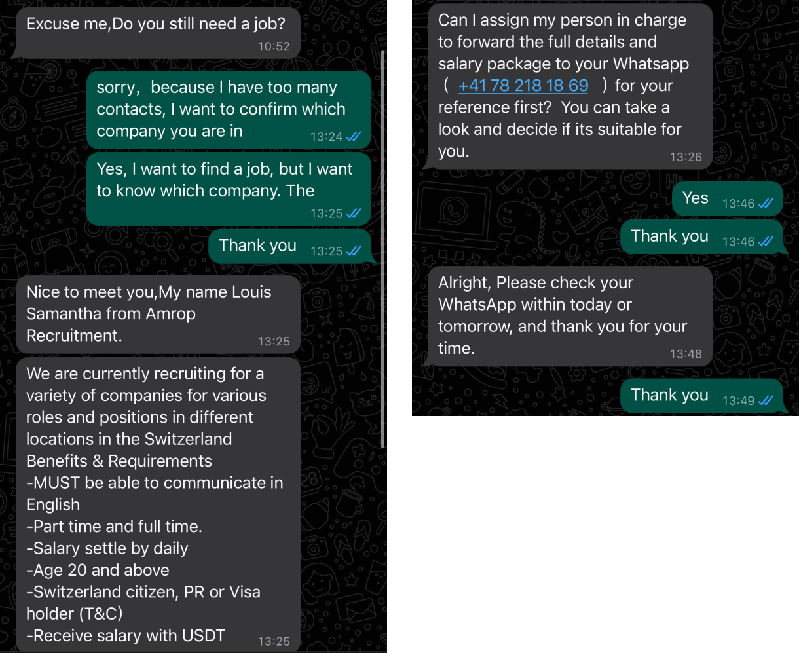 Excuse me,Do you still need a job?
10:52
sorry，because I have too many
contacts, I want to confirm which
company you are in
13:24
Yes, I want to find a job, but I want
to know which company. The
13:25
Thank you 13:25
Nice to meet you,My name Louis
Samantha from Amrop
Recruitment.
13:25
We are currently recruiting for a
variety of companies for various
roles and positions in different
locations in the Switzerland
Benefits & Requirements
-MUST be able to communicate in
English
-Part time and full time.
-Salary settle by daily
-Age 20 and above
-Switzerland citizen, PR or Visa
holder (T&C)
-Receive salary with USDT 13:25
Can I assign my person in charge
to forward the full details and
salary package to your Whatsapp
（ +41 78 218 18 69 ）for your
reference first? You can take a
look and decide if its suitable for
you.
13:26
Yes 13:46
Thank you 13:46
Alright, Please check your
WhatsApp within today or
tomorrow, and thank you for your
time.
13:48
Thank you 13:49